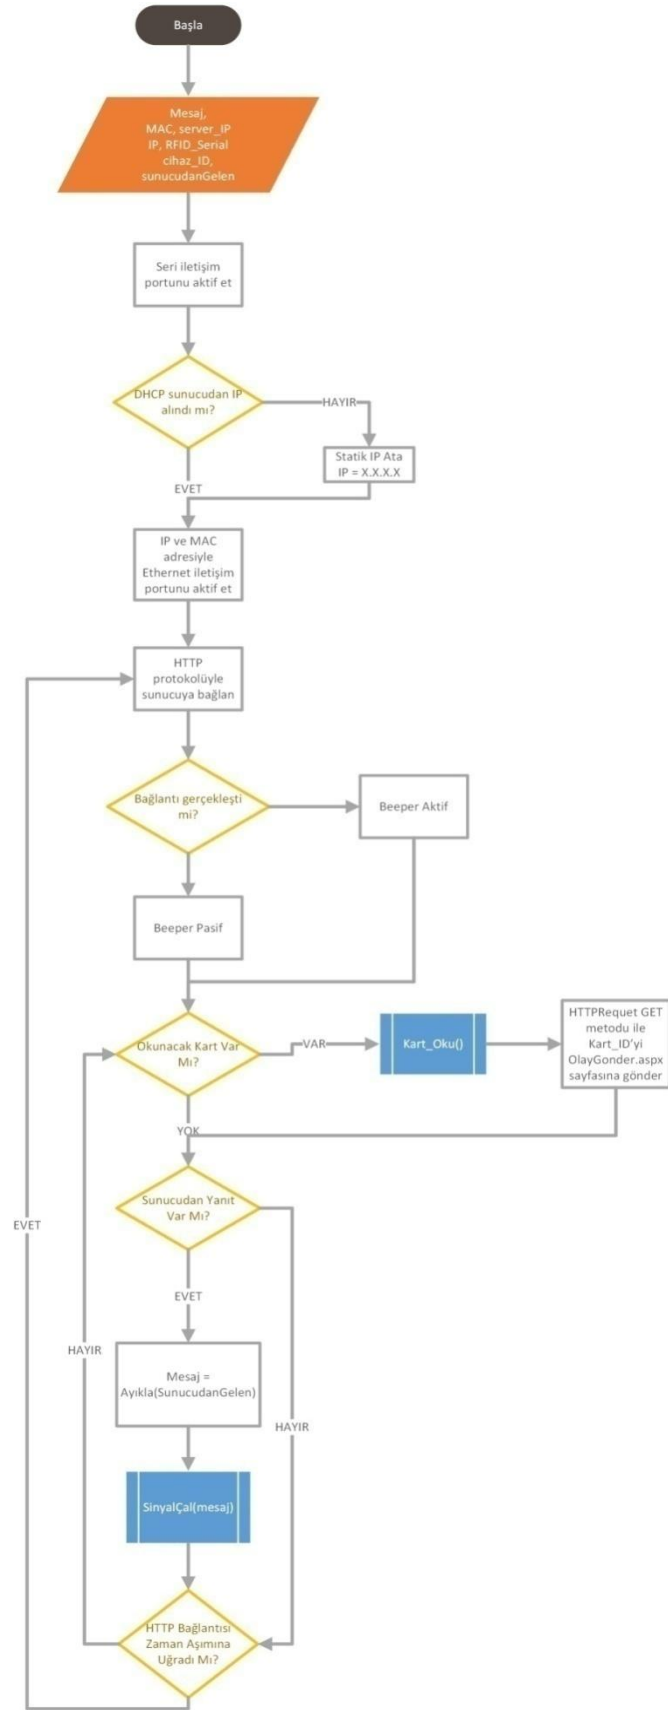 Başla
Mesaj,
MAC, server_IP
IP, RFID_Serial
cihaz_ID,
sunucudanGelen
Seri iletişim
portunu aktif et
DHCP sunucudan IP
alındı mı?
HAYIR
Statik IP Ata
IP = X.X.X.X
EVET
IP ve MAC
adresiyle
Ethernet iletişim
portunu aktif et
HTTP
protokolüyle
sunucuya bağlan
Bağlantı gerçekleşti
mi?
Beeper Aktif
Beeper Pasif
Okunacak Kart Var
Mı?
VAR
Kart_Oku()
HTTPRequet GET
metodu ile
Kart_ID'yi
OlayGonder.aspx
sayfasına gönder
YOK
Sunucudan Yanıt
Var Mı?
EVET
EVET
HAYIR
Mesaj =
Ayıkla(SunucudanGelen)
HAYIR
SinyalÇal(mesaj)
HTTP Bağlantısı
Zaman Aşımına
Uğradı Mı?